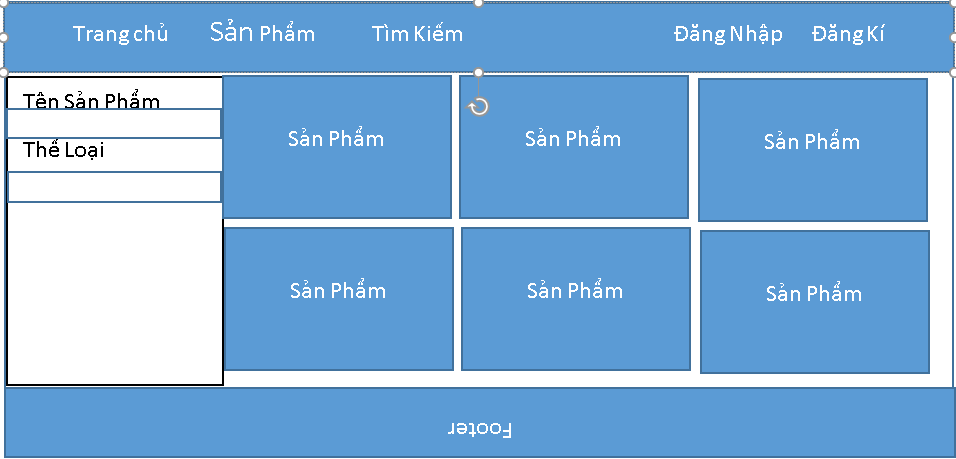 Trang chủ Sản Phẩm Tìm Kiếm Đăng Nhập Đăng Kí
Tên Sản Phẩm
Thể Loại
Sản Phẩm Sản Phẩm Sản Phẩm
Sản Phẩm Sản Phẩm Sản Phẩm
Footer